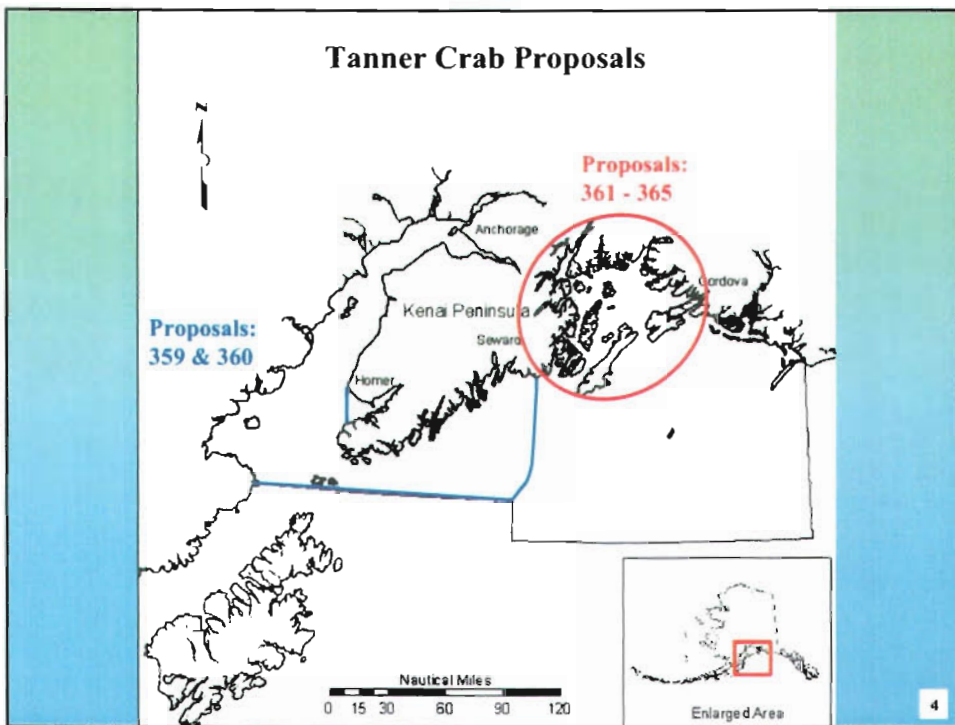 Tanner Crab Proposals
N
Proposals:
361 - 365
Anchorage
Cordova
Kenai Peninsula
Proposals:
359 & 360
Seward
Homer
Nautical Miles
0 15 30 60 90 120
Enlarged Area
4